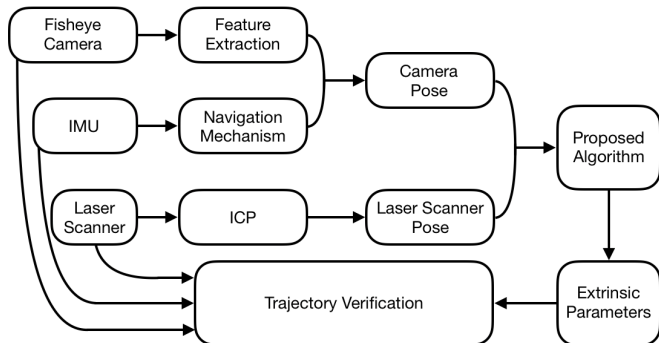 Fisheye
Camera
Feature
Extraction
Camera
Pose
IMU
Navigation
Mechanism
Proposed
Algorithm
Laser
Scanner
ICP
Laser Scanner
Pose
Trajectory Verification
Extrinsic
Parameters